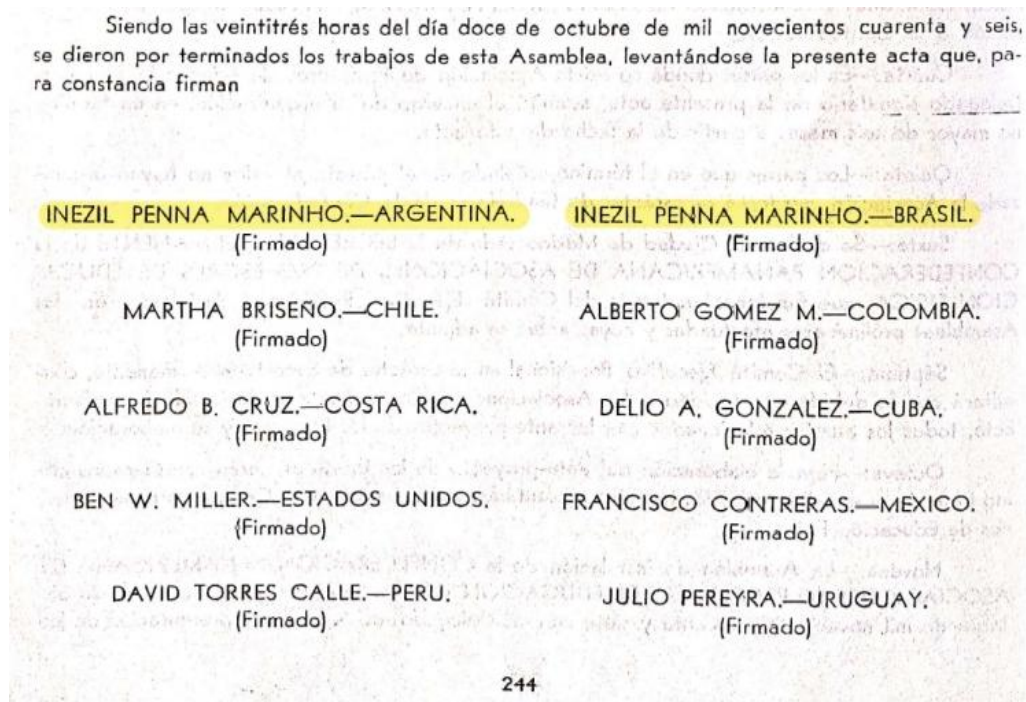 Siendo las veintitrés horas del día doce de octubre de mil novecientos cuarenta y seis,
se dieron por terminados los trabajos de esta Asamblea, levantándose la presente acta que, pa-
ra constancia firman
INEZIL PENNA MARINHO.—ARGENTINA.
(Firmado)
INEZIL PENNA MARINHO.—BRASIL.
(Firmado)
MARTHA BRISEÑO.—CHILE.
(Firmado)
ALBERTO GOMEZ M.—COLOMBIA.
(Firmado)
ALFREDO B. CRUZ.—COSTA RICA.
(Firmado)
DELIO A. GONZALEZ.—CUBA.
(Firmado)
BEN W. MILLER.—ESTADOS UNIDOS.
(Firmado)
FRANCISCO CONTRERAS.—MEXICO.
(Firmado)
DAVID TORRES CALLE.—PERU.
(Firmado)
JULIO PEREYRA.—URUGUAY.
(Firmado)
244